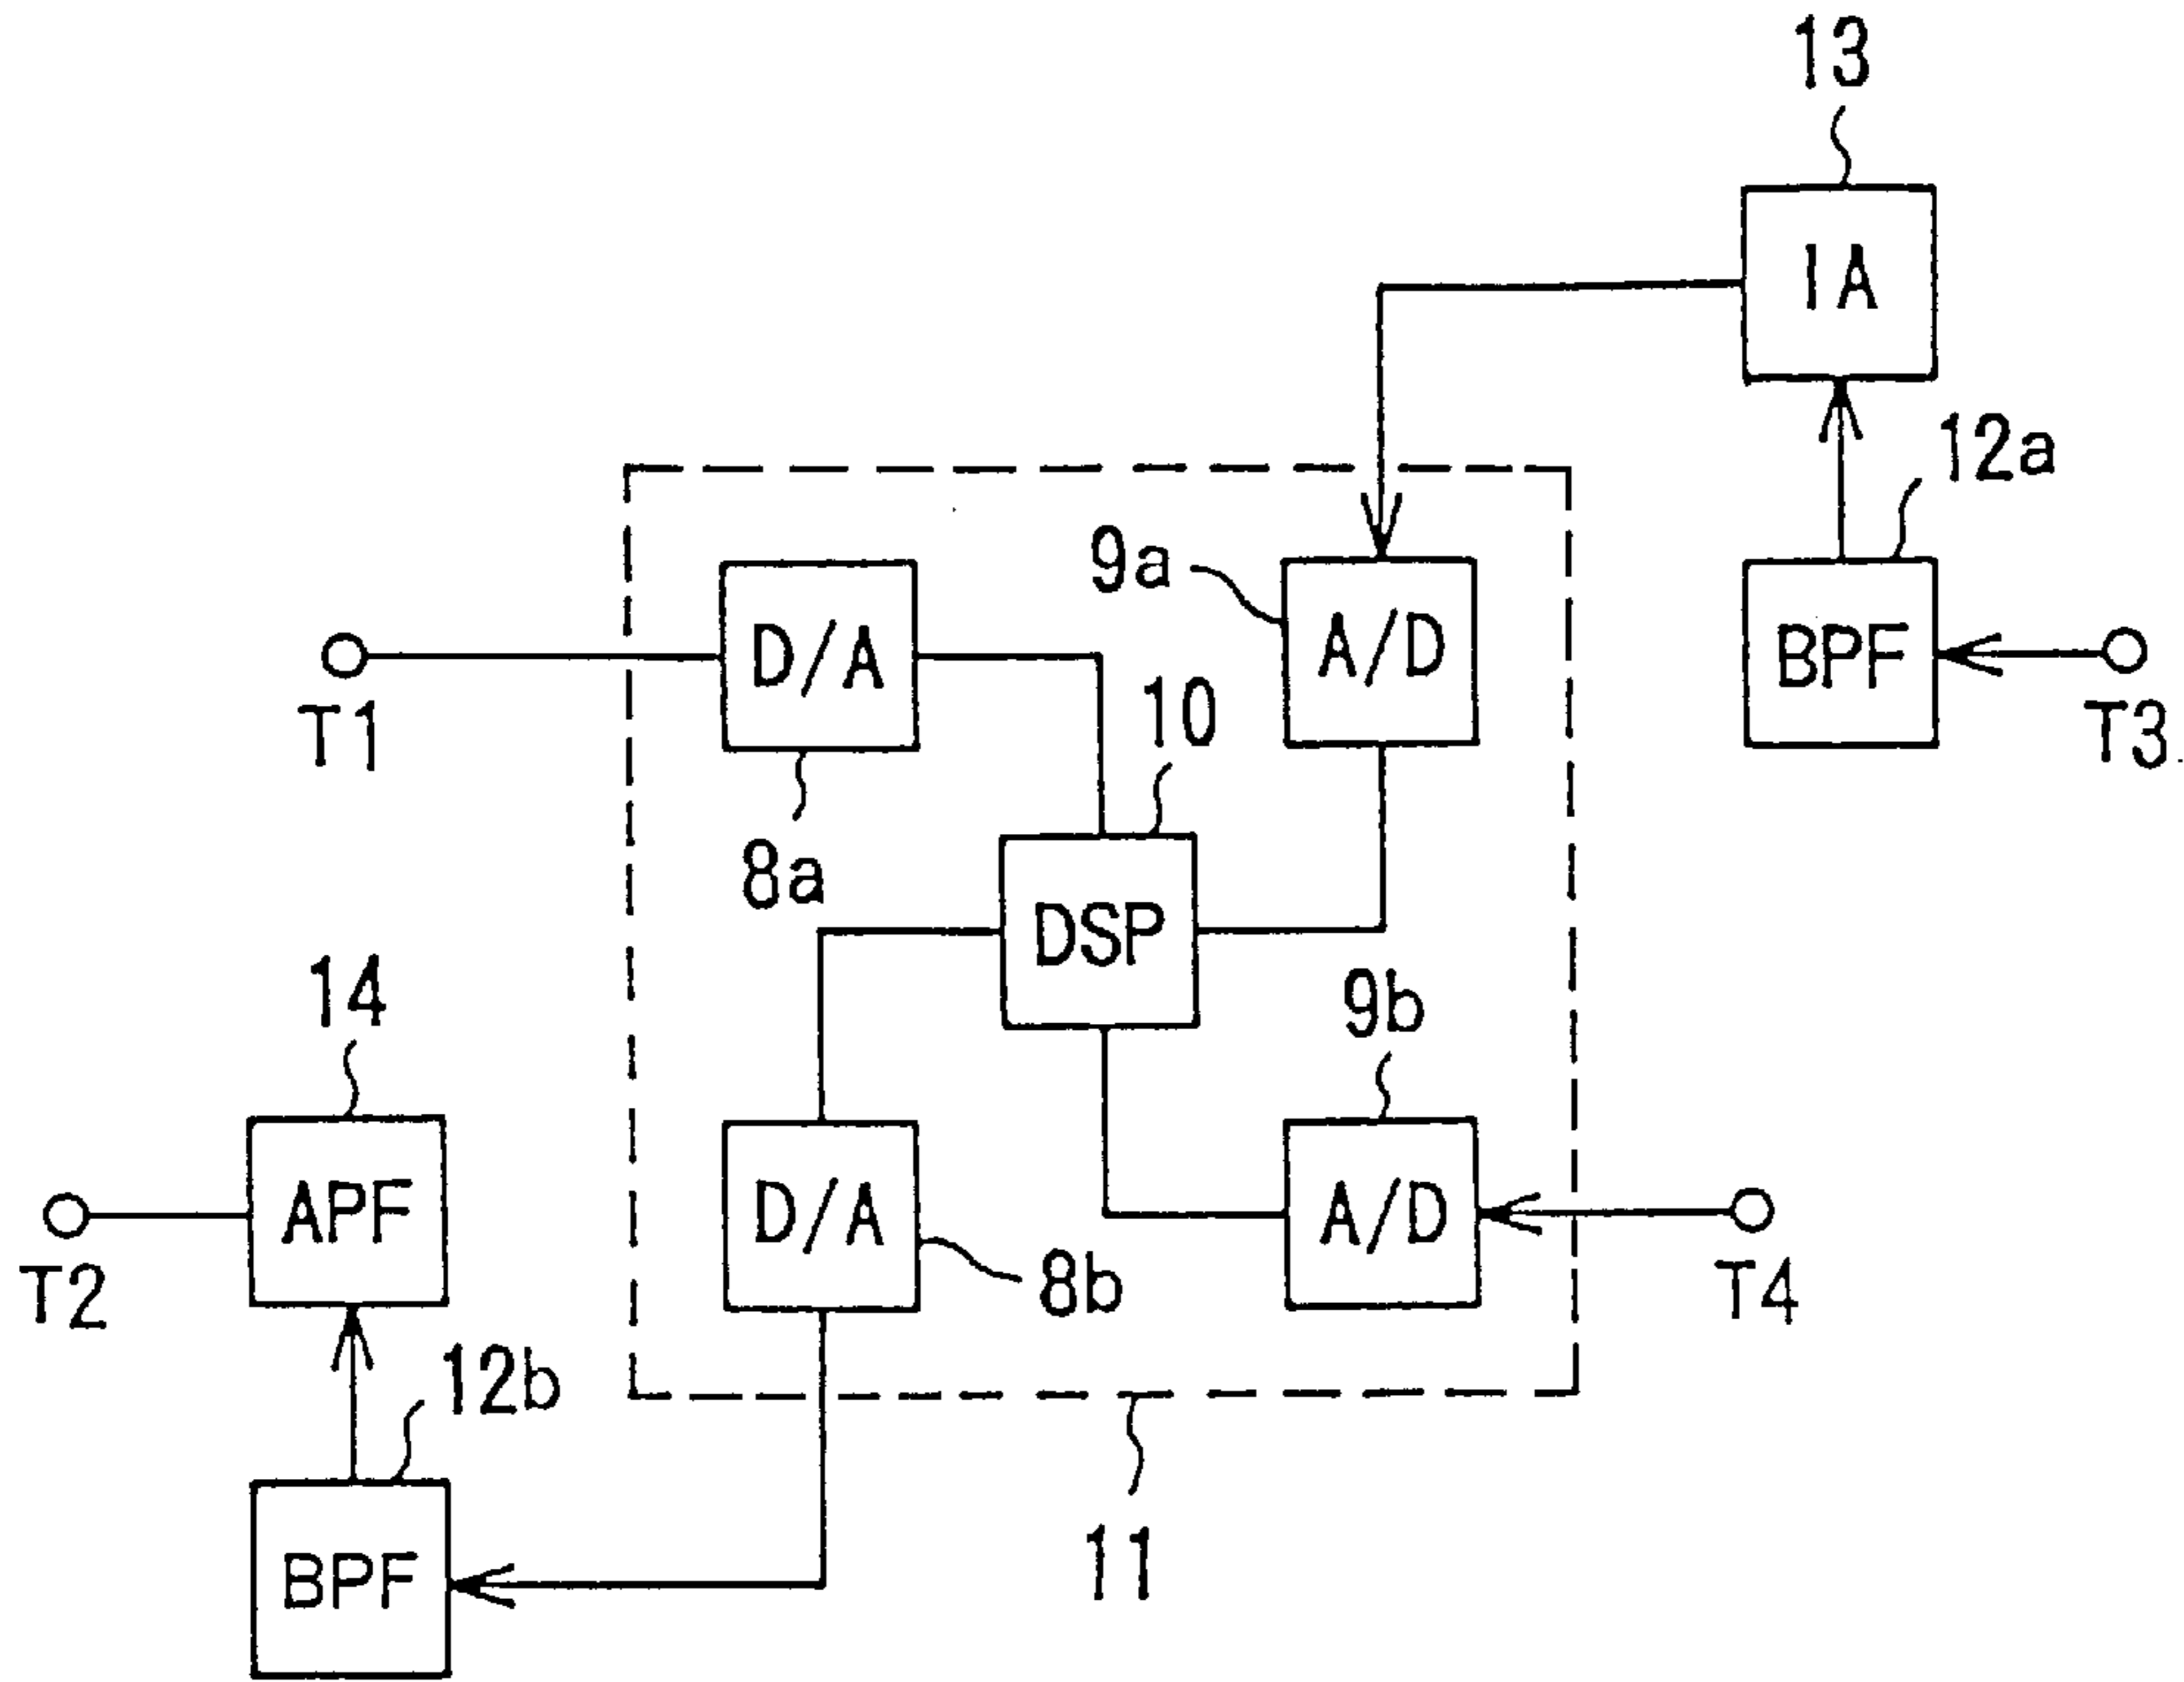 13
IA
12a
9a
D/A
A/D
BPF
T1
10
T3
8a
DSP
14
9b
APF
D/A
A/D
T2
8b
T4
12b
11
BPF